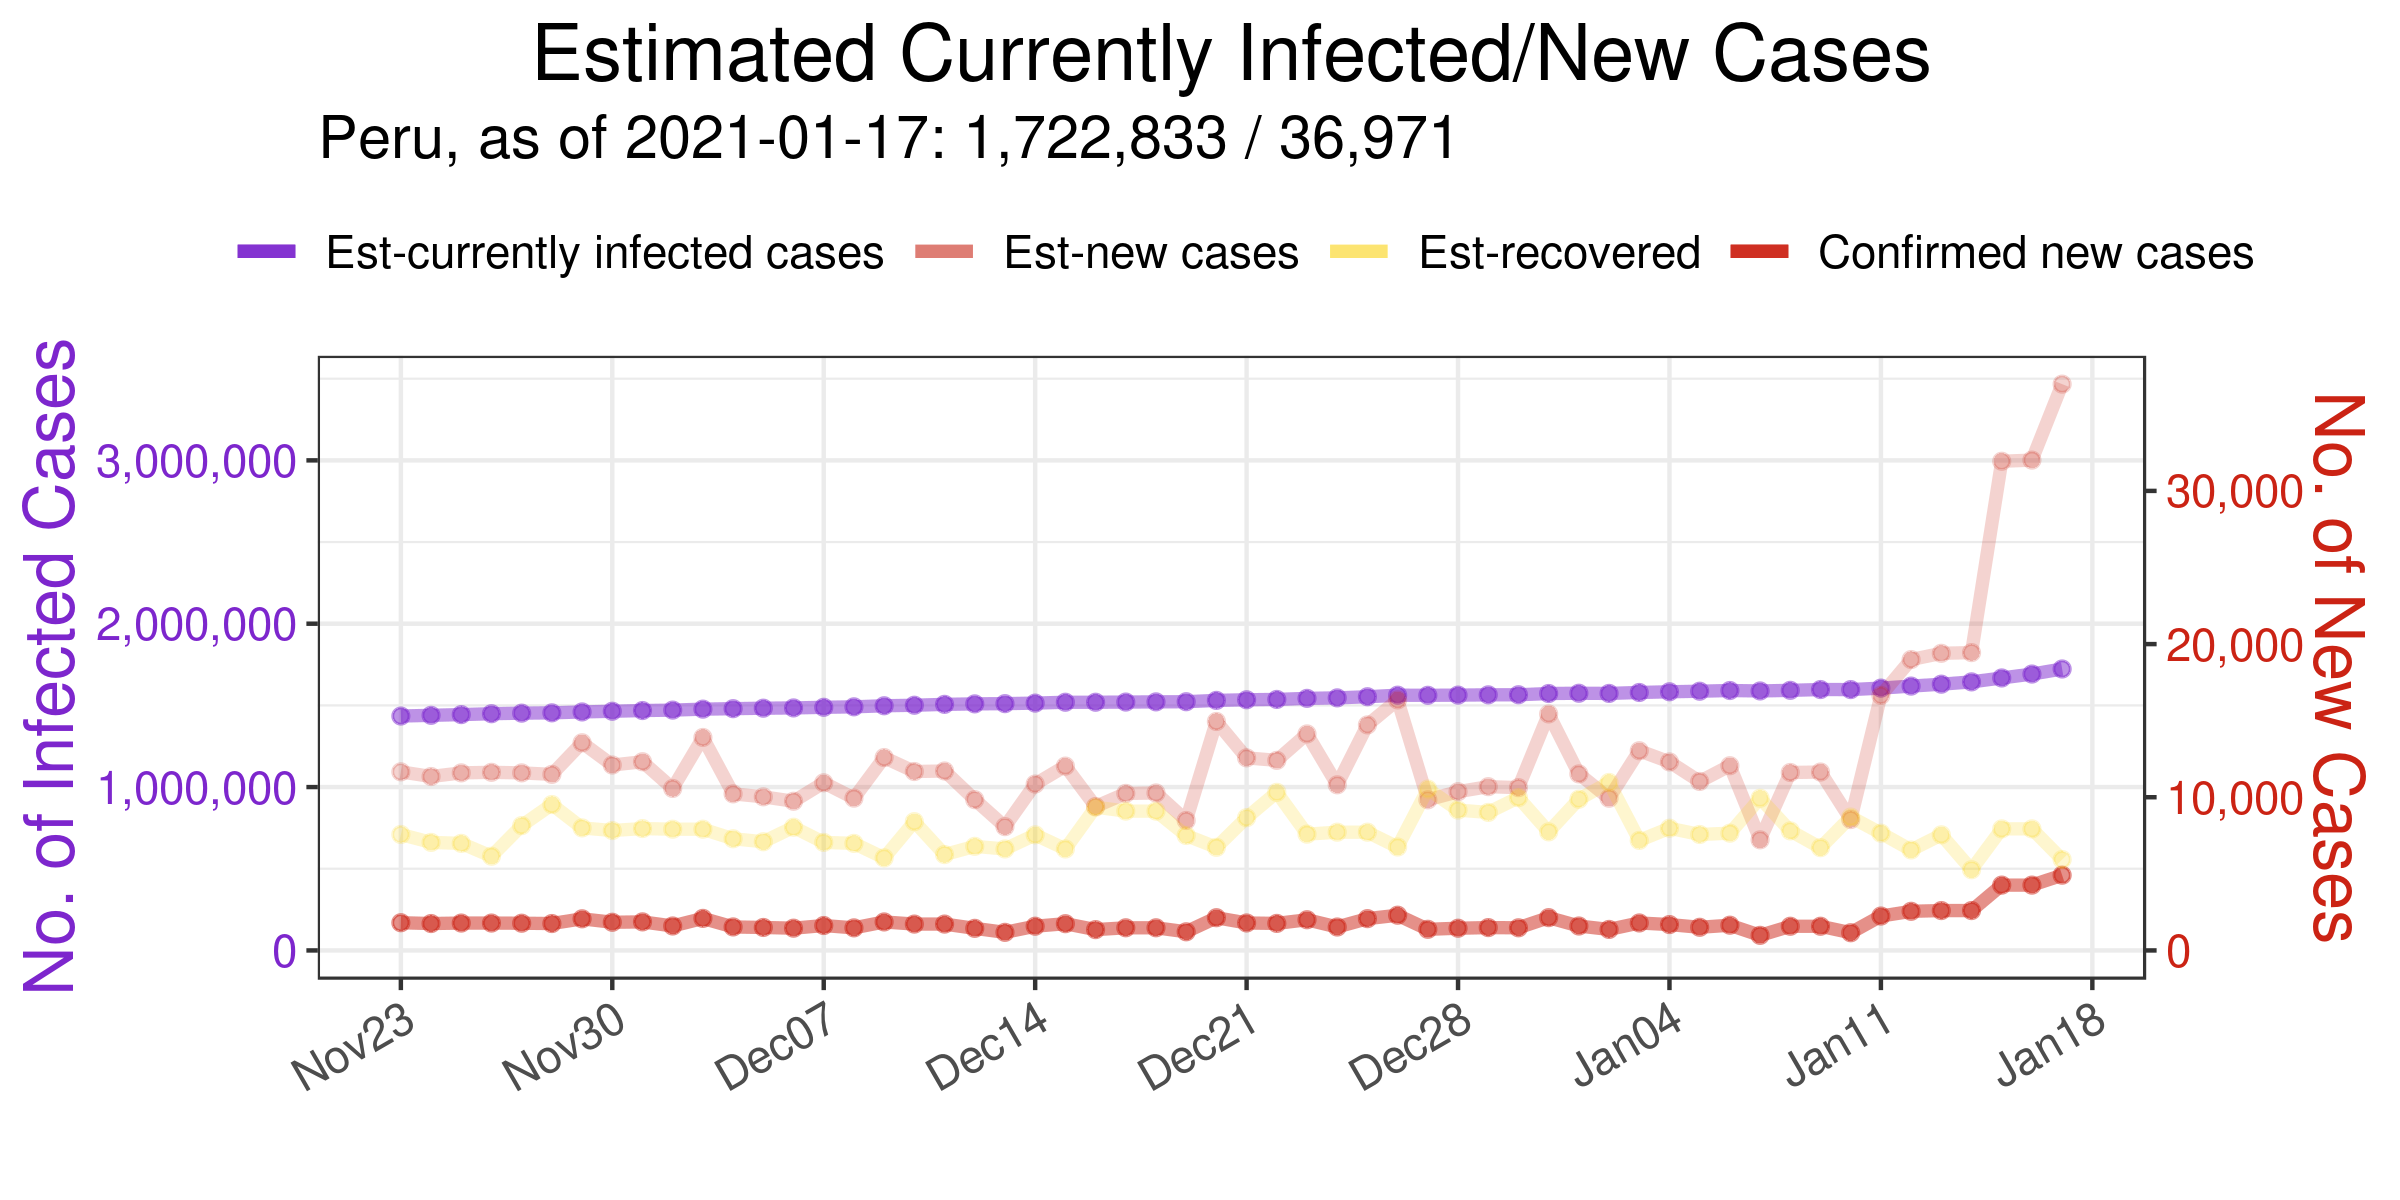 Estimated Currently Infected/New Cases
Peru, as of 2021-01-17: 1,722,833 / 36,971
Est-currently infected cases Est-new cases Est-recovered Confirmed new cases
No. of Infected Cases
3,000,000
2,000,000
1,000,000
0
30,000
20,000
10,000
0
No. of New Cases
Nov23 Nov30 Dec07 Dec14 Dec21 Dec28 Jan04 Jan11 Jan18